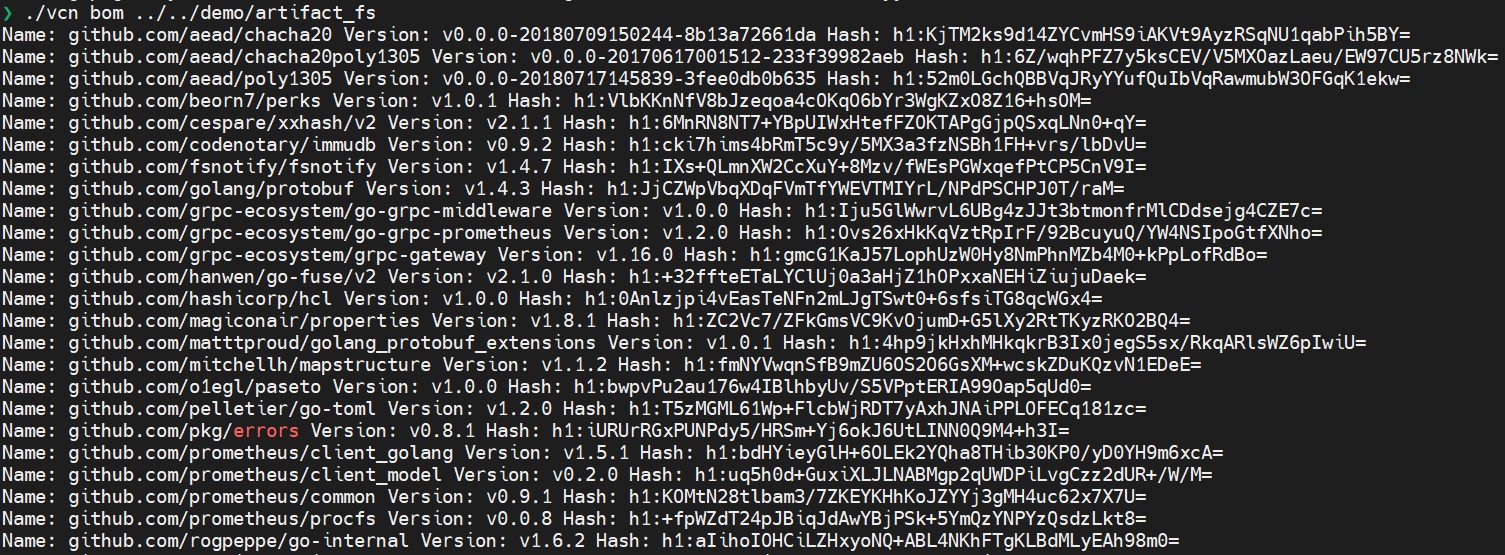 ❯ ./vcn bom ../../demo/artifact_fs
Name: github.com/aead/chacha20 Version: v0.0.0-20180709150244-8b13a72661da Hash: h1:KjTM2ks9d14ZYCvmHS9iAKVt9AyzRSqNU1qabPih5BY=
Name: github.com/aead/chacha20poly1305 Version: v0.0.0-20170617001512-233f39982aeb Hash: h1:6Z/wqhPFZ7y5ksCEV/V5MXOazLaeu/EW97CU5rz8NWk=
Name: github.com/aead/poly1305 Version: v0.0.0-20180717145839-3fee0db0b635 Hash: h1:52m0LGchQBBVqJRyYYufQuIbVqRawmubW3OFGqK1ekw=
Name: github.com/beorn7/perks Version: v1.0.1 Hash: h1:VlbKKnNfV8bJzeqoa4cOKqO6bYr3WgKZxO8Z16+hsOM=
Name: github.com/cespare/xxhash/v2 Version: v2.1.1 Hash: h1:6MnRN8NT7+YBpUIWxHtefFZOKTAPgGjpQSxqLNn0+qY=
Name: github.com/codenotary/immudb Version: v0.9.2 Hash: h1:cki7hims4bRmT5c9y/5MX3a3fzNSBh1FH+vrs/lbDvU=
Name: github.com/fsnotify/fsnotify Version: v1.4.7 Hash: h1:IXs+QLmnXW2CcXuY+8Mzv/fWEsPGWxqefPtCP5CnV9I=
Name: github.com/golang/protobuf Version: v1.4.3 Hash: h1:JjCZWpVbqXDqFVmTfYWEVTMIYrL/NPdPSCHPJ0T/raM=
Name: github.com/grpc-ecosystem/go-grpc-middleware Version: v1.0.0 Hash: h1:Iju5GlWwrvL6UBg4zJJt3btmonfrMlCDdsejg4CZE7c=
Name: github.com/grpc-ecosystem/go-grpc-prometheus Version: v1.2.0 Hash: h1:Ovs26xHkKqVztRpIrF/92BcuyuQ/YW4NSIpoGtfXNho=
Name: github.com/grpc-ecosystem/grpc-gateway Version: v1.16.0 Hash: h1:gmcG1KaJ57LophUzW0Hy8NmPhnMZb4M0+kPpLofRdBo=
Name: github.com/hanwen/go-fuse/v2 Version: v2.1.0 Hash: h1:+32ffteETaLYClUj0a3aHjZ1hOPxxaNEHiZiujuDaek=
Name: github.com/hashicorp/hcl Version: v1.0.0 Hash: h1:0Anlzjpi4vEasTeNFn2mLJgTSwt0+6sfsiTG8qcWGx4=
Name: github.com/magiconair/properties Version: v1.8.1 Hash: h1:ZC2Vc7/ZFkGmsVC9KvOjumD+G5lXy2RtTKyzRKO2BQ4=
Name: github.com/matttproud/golang_protobuf_extensions Version: v1.0.1 Hash: h1:4hp9jkHxhMHkqkrB3Ix0jegS5sx/RkqARlsWZ6pIwiU=
Name: github.com/mitchellh/mapstructure Version: v1.1.2 Hash: h1:fmNYVwqnSfB9mZU6OS2O6GsXM+wcskZDuKQzvN1EDeE=
Name: github.com/o1egl/paseto Version: v1.0.0 Hash: h1:bwpvPu2au176w4IBlhbyUv/S5VPptERIA99Oap5qUd0=
Name: github.com/pelletier/go-toml Version: v1.2.0 Hash: h1:T5zMGML61Wp+FlcbWjRDT7yAxhJNAiPPLOFECq181zc=
Name: github.com/pkg/errors Version: v0.8.1 Hash: h1:iURUrRGxPUNPdy5/HRSm+Yj6okJ6UtLINN0Q9M4+h3I=
Name: github.com/prometheus/client_golang Version: v1.5.1 Hash: h1:bdHYieyGlH+6OLEk2YQha8THib30KP0/yD0YH9m6xcA=
Name: github.com/prometheus/client_model Version: v0.2.0 Hash: h1:uq5h0d+GuxiXLJLNABMgp2qUWDPiLvgCzz2dUR+/W/M=
Name: github.com/prometheus/common Version: v0.9.1 Hash: h1:KOMtN28tlbam3/7ZKEYKHhKoJZYYj3gMH4uc62x7X7U=
Name: github.com/prometheus/procfs Version: v0.0.8 Hash: h1:+fpWZdT24pJBiqJdAwYBjPSk+5YmQzYNPYzQsdzLkt8=
Name: github.com/rogpeppe/go-internal Version: v1.6.2 Hash: h1:aIihoIOHCiLZHxyoNQ+ABL4NKhFTgKLBdMLyEAh98m0=